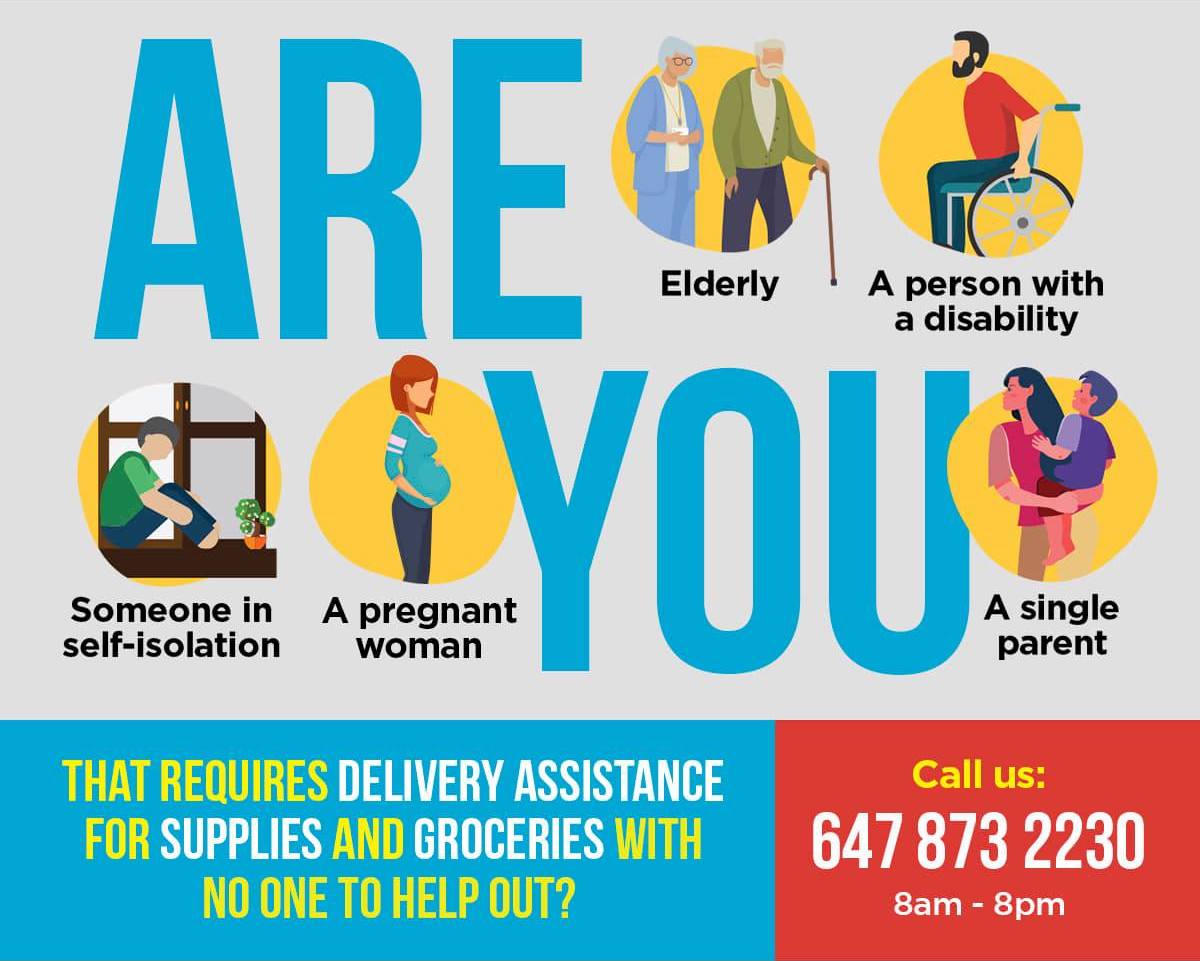 ARE
Elderly
A person with
a disability
YOU
Someone in
self-isolation
A pregnant
woman
A single
parent
THAT REQUIRES DELIVERY ASSISTANCE
FOR SUPPLIES AND GROCERIES WITH
NO ONE TO HELP OUT?
Call us:
647 873 2230
8am - 8pm